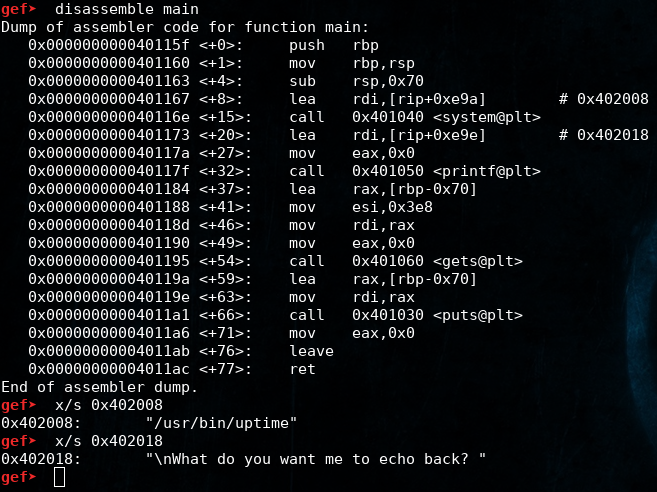 gef➤  disassemble main
Dump of assembler code for function main:
   0x000000000040115f <+0>:     push   rbp
   0x0000000000401160 <+1>:     mov    rbp,rsp
   0x0000000000401163 <+4>:     sub    rsp,0x70
   0x0000000000401167 <+8>:     lea    rdi,[rip+0xe9a]        # 0x402008
   0x000000000040116e <+15>:    call   0x401040 <system@plt>
   0x0000000000401173 <+20>:    lea    rdi,[rip+0xe9e]        # 0x402018
   0x000000000040117a <+27>:    mov    eax,0x0
   0x000000000040117f <+32>:    call   0x401050 <printf@plt>
   0x0000000000401184 <+37>:    lea    rax,[rbp-0x70]
   0x0000000000401188 <+41>:    mov    esi,0x3e8
   0x000000000040118d <+46>:    mov    rdi,rax
   0x0000000000401190 <+49>:    mov    eax,0x0
   0x0000000000401195 <+54>:    call   0x401060 <gets@plt>
   0x000000000040119a <+59>:    lea    rax,[rbp-0x70]
   0x000000000040119e <+63>:    mov    rdi,rax
   0x00000000004011a1 <+66>:    call   0x401030 <puts@plt>
   0x00000000004011a6 <+71>:    mov    eax,0x0
   0x00000000004011ab <+76>:    leave
   0x00000000004011ac <+77>:    ret
End of assembler dump.
gef➤  x/s 0x402008
0x402008:       "/usr/bin/uptime"
gef➤  x/s 0x402018
0x402018:       "\nWhat do you want me to echo back? "
gef➤